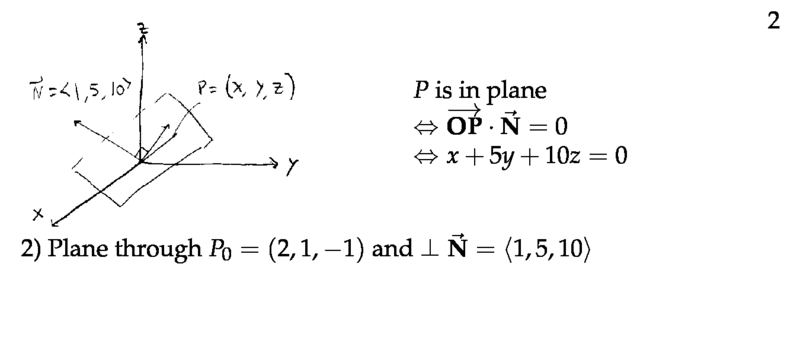 2
z
N⃗ = <1, 5, 10>
P = (x, y, z)
y
x
P is in plane
⇔ OP⃗ · N⃗ = 0
⇔ x + 5y + 10z = 0
2) Plane through P₀ = (2, 1, −1) and ⊥ N⃗ = ⟨1, 5, 10⟩